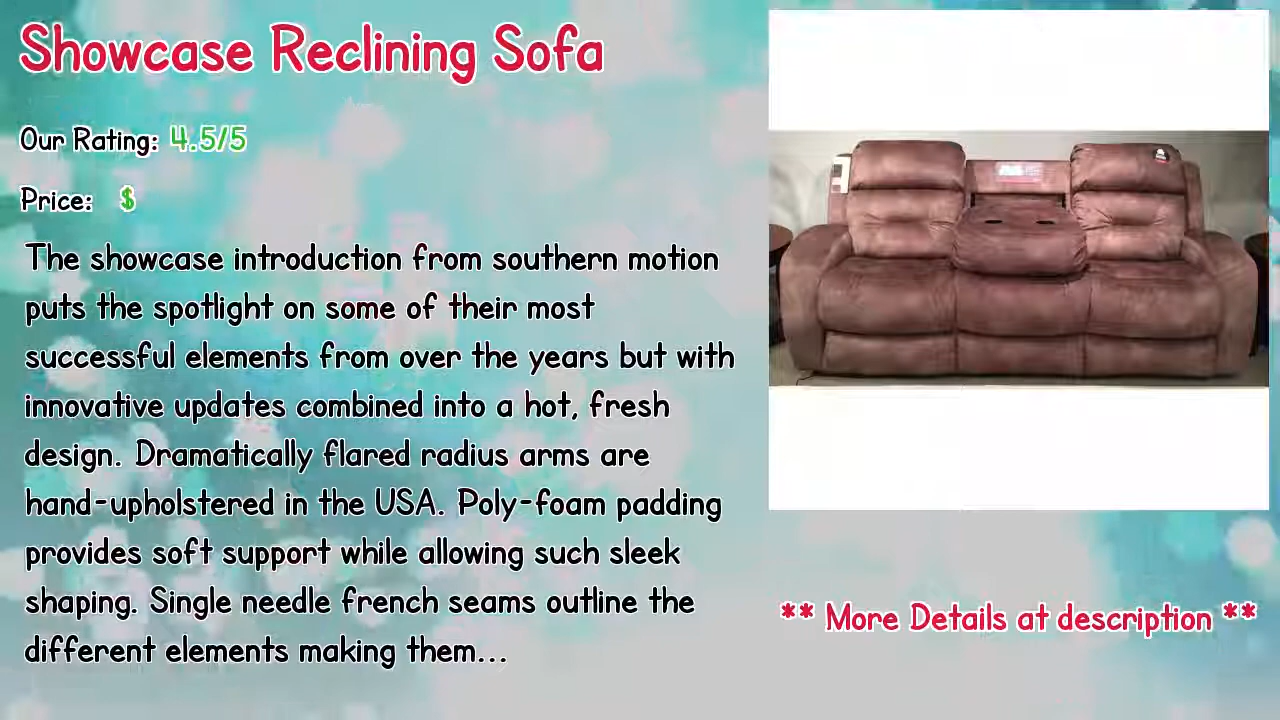 Showcase Reclining Sofa
Our Rating: 4.5/5
Price: $
The showcase introduction from southern motion
puts the spotlight on some of their most
successful elements from over the years but with
innovative updates combined into a hot, fresh
design. Dramatically flared radius arms are
hand-upholstered in the USA. Poly-foam padding
provides soft support while allowing such sleek
shaping. Single needle french seams outline the
different elements making them...
** More Details at description **